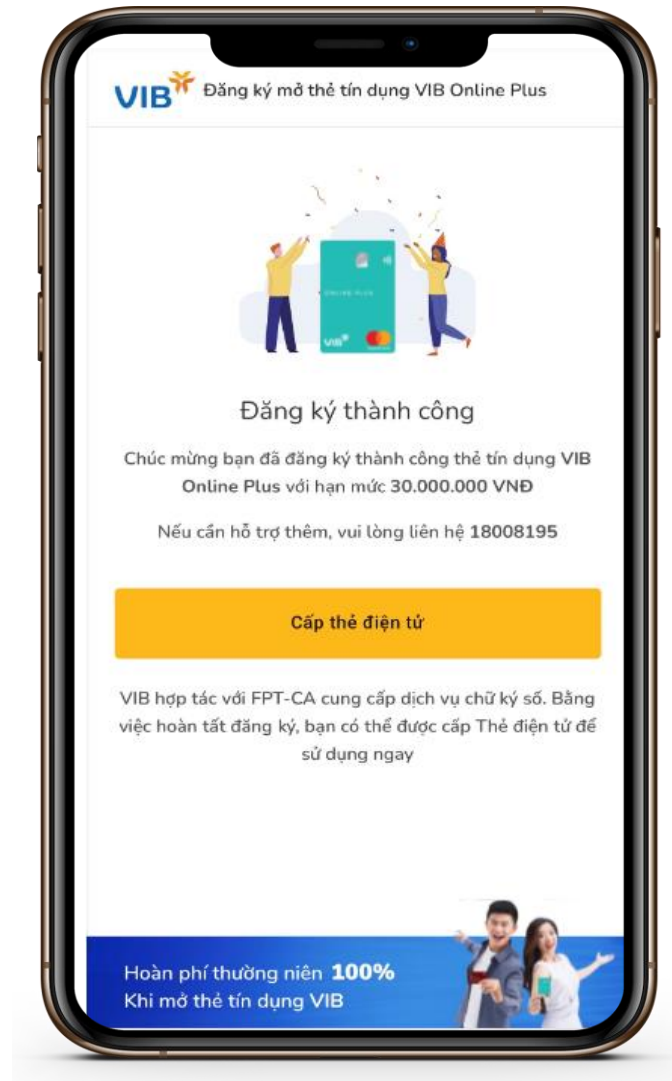 VIB Đăng ký mở thẻ tín dụng VIB Online Plus
ONLINE PLUS
VIB
Đăng ký thành công
Chúc mừng bạn đã đăng ký thành công thẻ tín dụng VIB
Online Plus với hạn mức 30.000.000 VNĐ
Nếu cần hỗ trợ thêm, vui lòng liên hệ 18008195
Cấp thẻ điện tử
VIB hợp tác với FPT-CA cung cấp dịch vụ chữ ký số. Bằng
việc hoàn tất đăng ký, bạn có thể được cấp Thẻ điện tử để
sử dụng ngay
Hoàn phí thường niên 100%
Khi mở thẻ tín dụng VIB